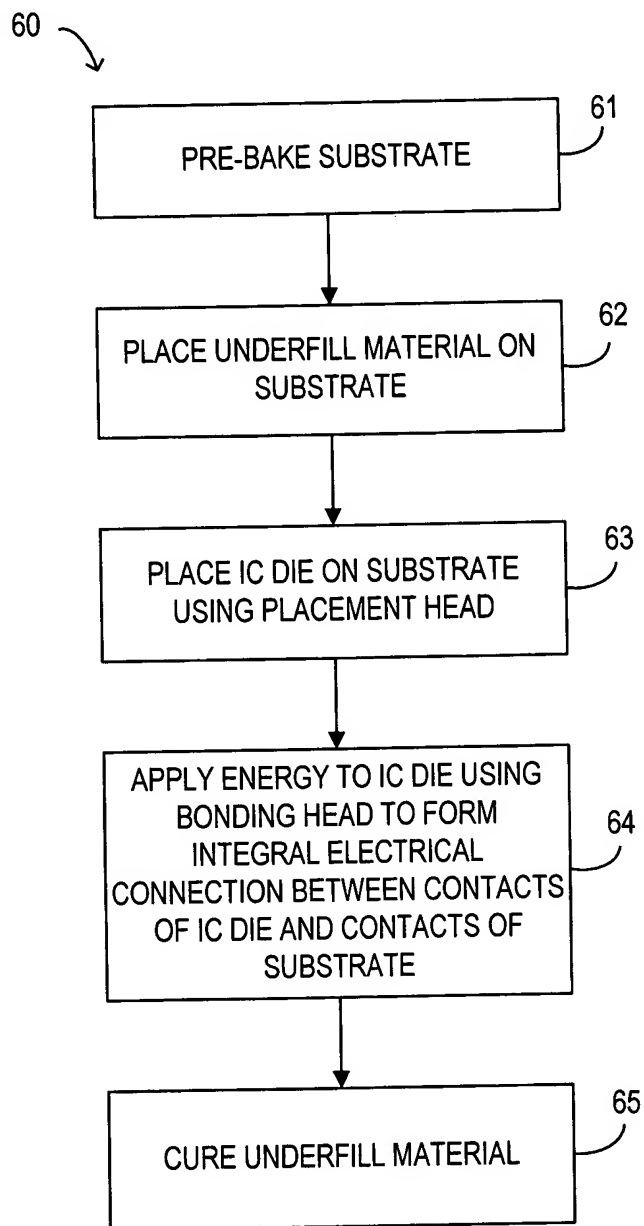 60
61
PRE-BAKE SUBSTRATE
62
PLACE UNDERFILL MATERIAL ON
SUBSTRATE
63
PLACE IC DIE ON SUBSTRATE
USING PLACEMENT HEAD
APPLY ENERGY TO IC DIE USING
BONDING HEAD TO FORM
INTEGRAL ELECTRICAL
CONNECTION BETWEEN CONTACTS
OF IC DIE AND CONTACTS OF
SUBSTRATE
64
65
CURE UNDERFILL MATERIAL